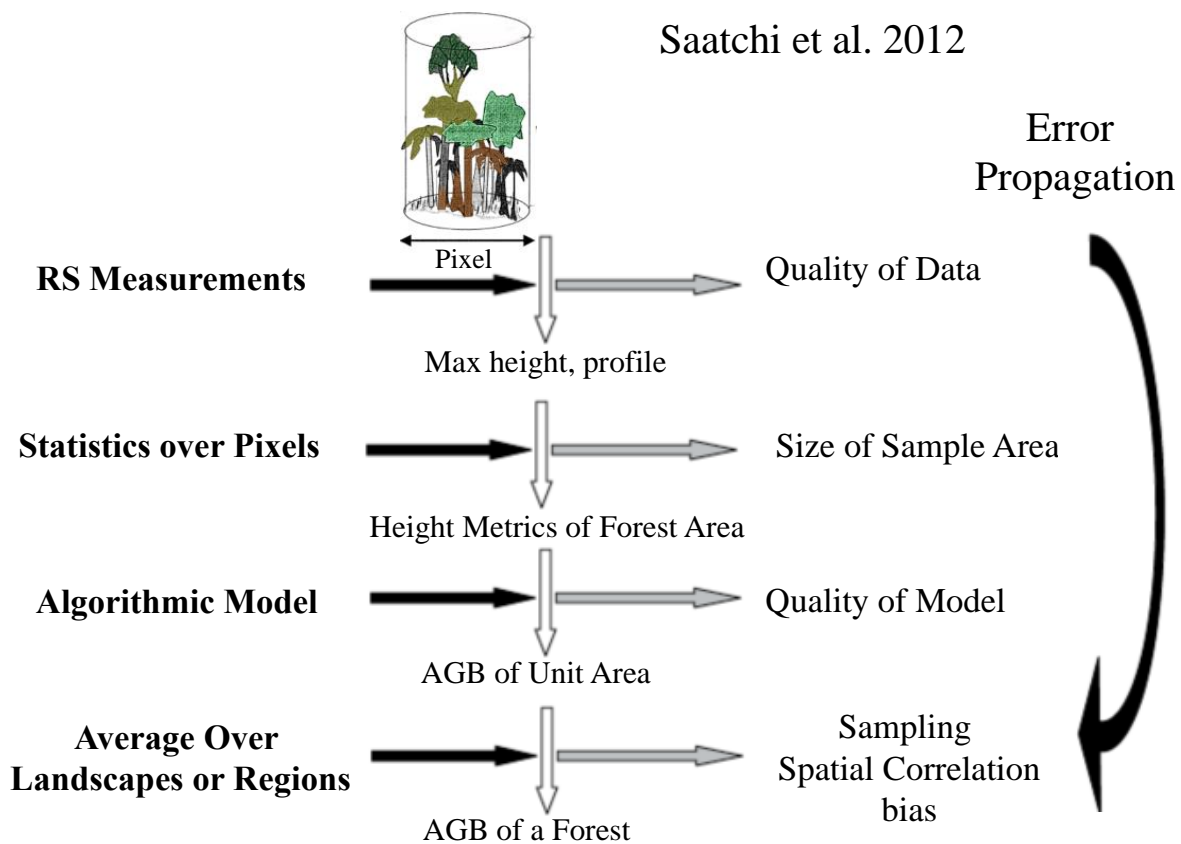 Saatchi et al. 2012
Error
Propagation
Pixel
RS Measurements
Quality of Data
Max height, profile
Statistics over Pixels
Size of Sample Area
Height Metrics of Forest Area
Algorithmic Model
Quality of Model
AGB of Unit Area
Average Over
Landscapes or Regions
Sampling
Spatial Correlation
bias
AGB of a Forest